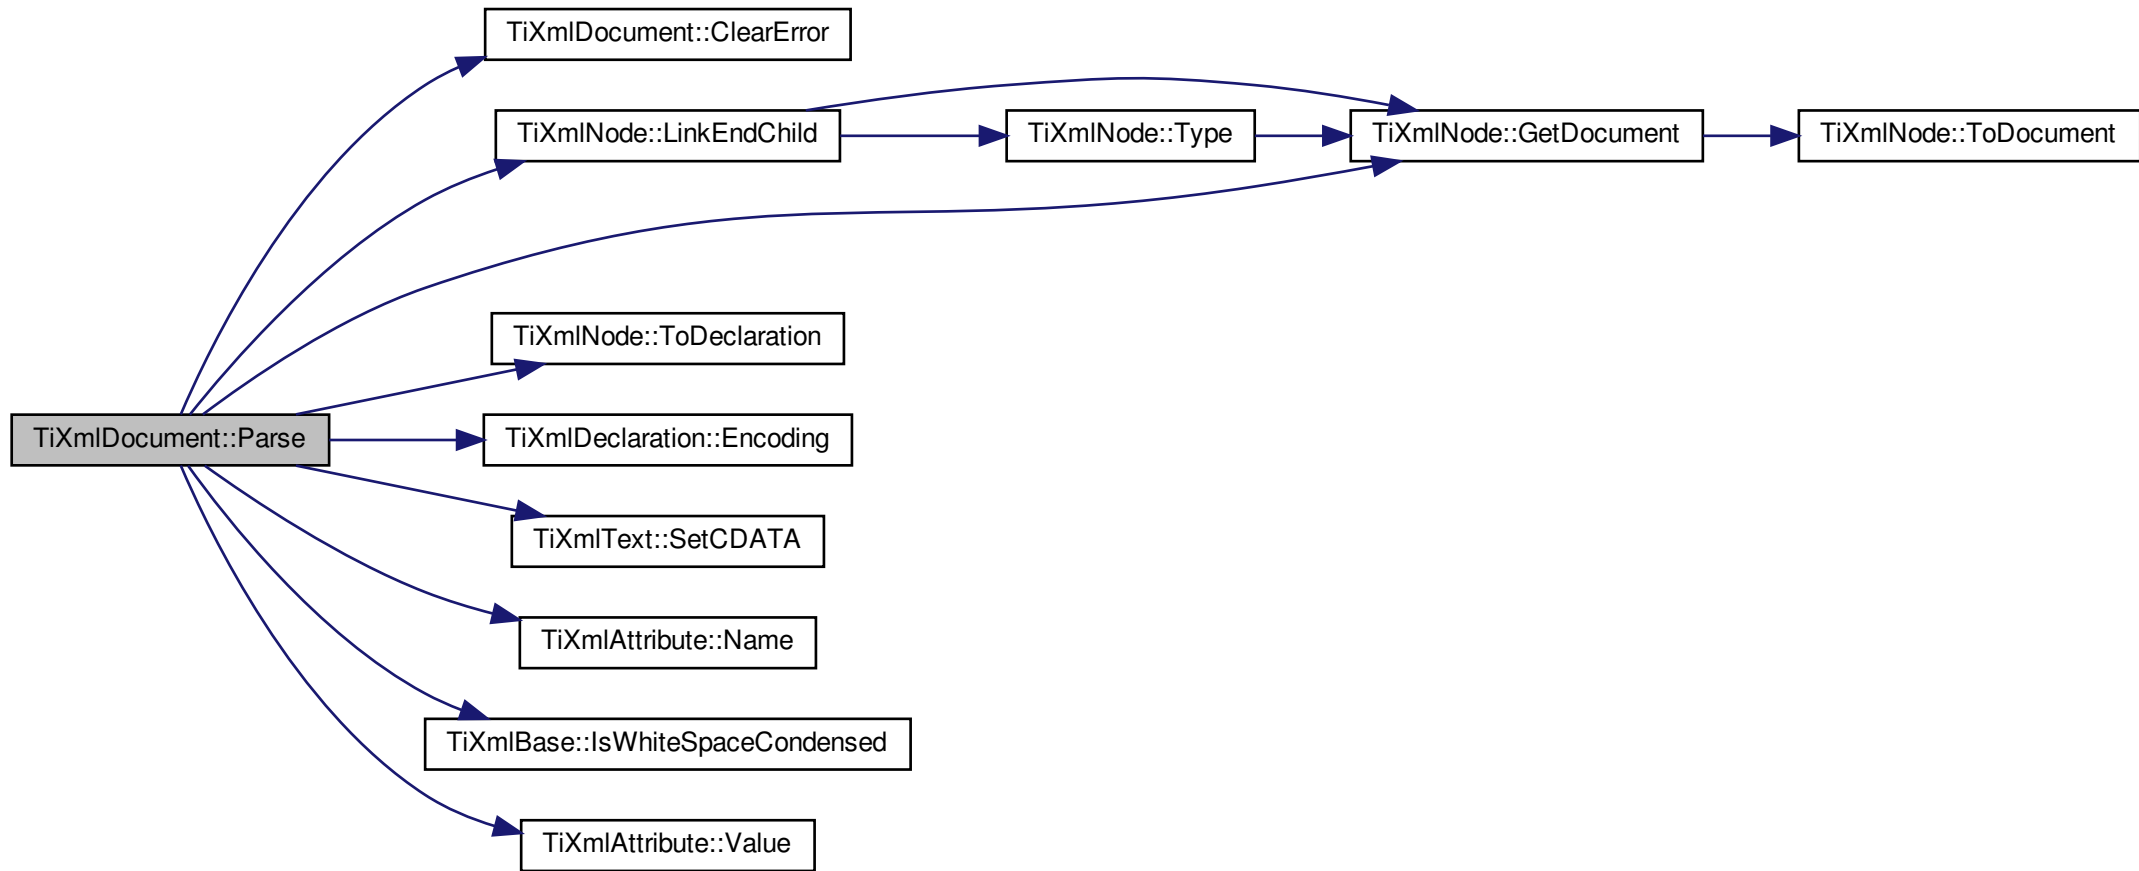 TiXmlDocument::ClearError
TiXmlNode::LinkEndChild
TiXmlNode::Type
TiXmlNode::GetDocument
TiXmlNode::ToDocument
TiXmlNode::ToDeclaration
TiXmlDocument::Parse
TiXmlDeclaration::Encoding
TiXmlText::SetCDATA
TiXmlAttribute::Name
TiXmlBase::IsWhiteSpaceCondensed
TiXmlAttribute::Value